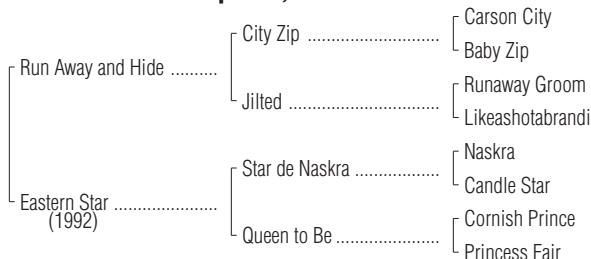 Carson City
City Zip ..................
Baby Zip
Run Away and Hide ..........
Runaway Groom
Jilted ..............................
Likeashotabrandi
Naskra
Star de Naskra .................
Candle Star
Eastern Star ......................
(1992)
Cornish Prince
Queen to Be .....................
Princess Fair